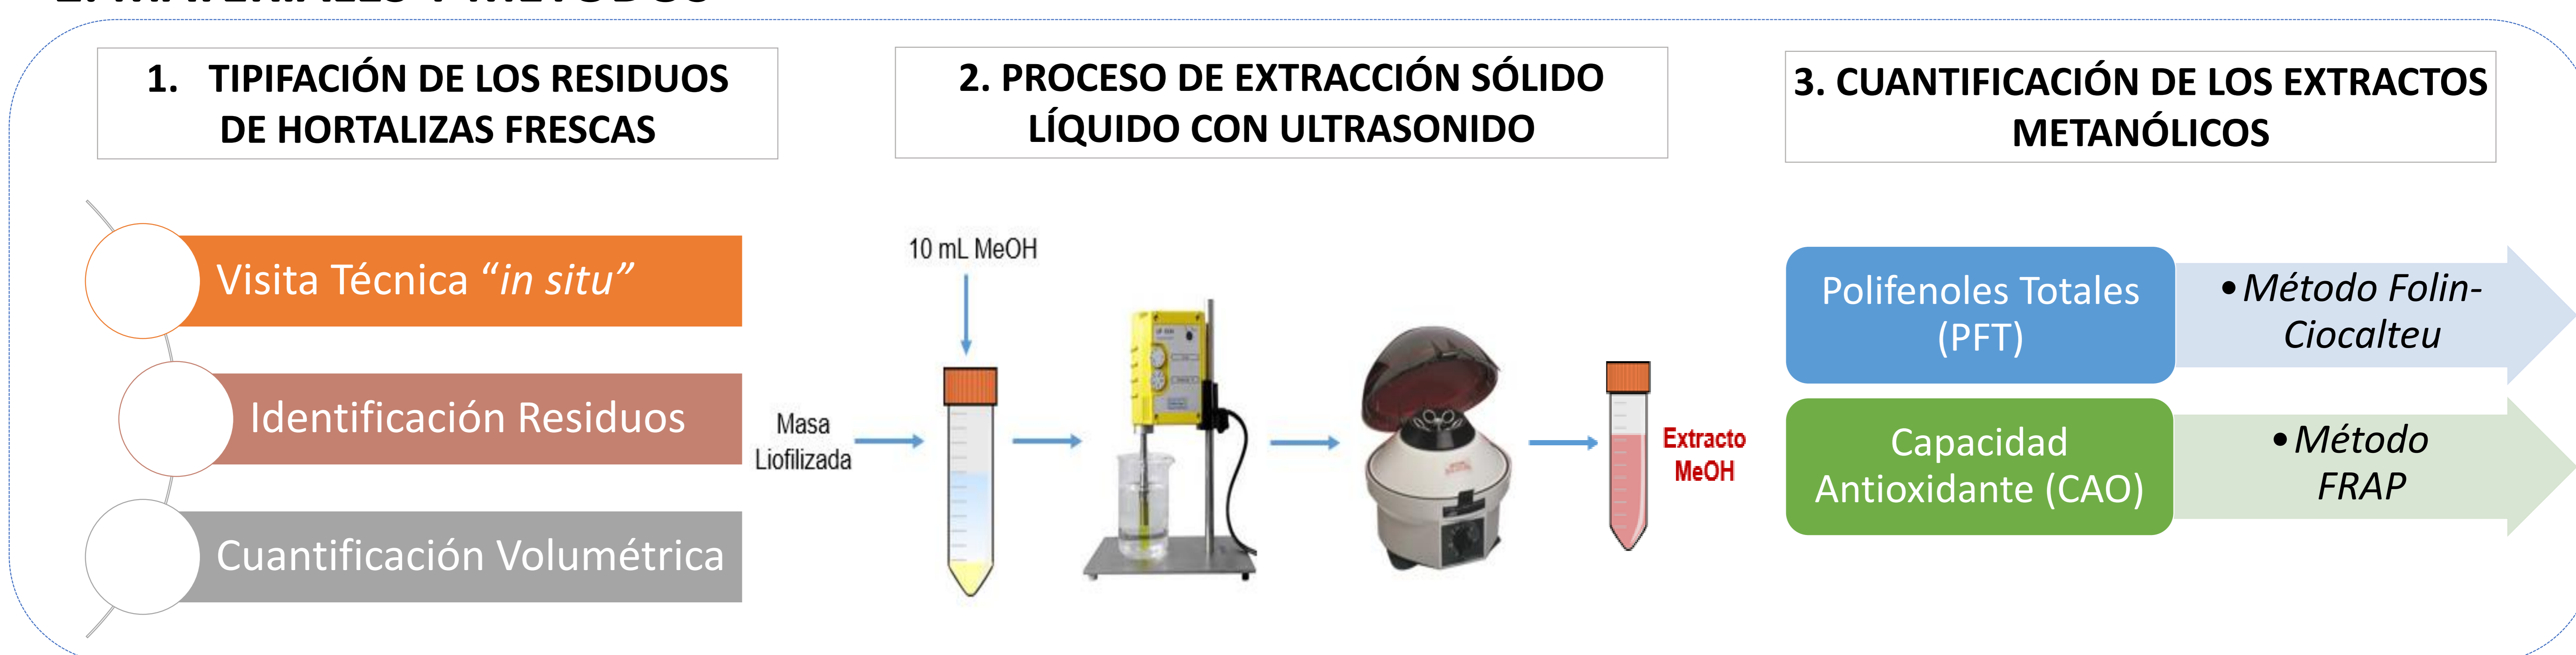 1. TIPIFACIÓN DE LOS RESIDUOS
DE HORTALIZAS FRESCAS
Visita Técnica “in situ”
Identificación Residuos
Cuantificación Volumétrica
2. PROCESO DE EXTRACCIÓN SÓLIDO
LÍQUIDO CON ULTRASONIDO
10 mL MeOH
Masa
Liofilizada
Extracto
MeOH
3. CUANTIFICACIÓN DE LOS EXTRACTOS
METANÓLICOS
Polifenoles Totales
(PFT)
•Método Folin-
Ciocalteu
Capacidad
Antioxidante (CAO)
•Método
FRAP